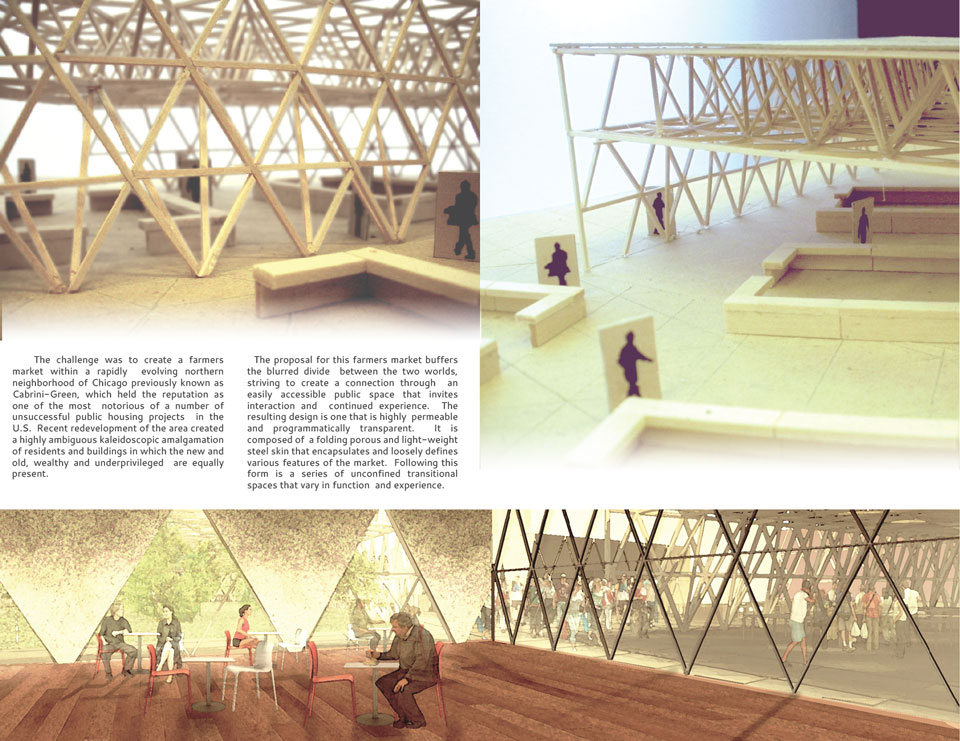 The challenge was to create a farmers
market within a rapidly evolving northern
neighborhood of Chicago previously known as
Cabrini-Green, which held the reputation as
one of the most notorious of a number of
unsuccessful public housing projects in the
U.S. Recent redevelopment of the area created
a highly ambiguous kaleidoscopic amalgamation
of residents and buildings in which the new and
old, wealthy and underprivileged are equally
present.
The proposal for this farmers market buffers
the blurred divide between the two worlds,
striving to create a connection through an
easily accessible public space that invites
interaction and continued experience. The
resulting design is one that is highly permeable
and programmatically transparent. It is
composed of a folding porous and light-weight
steel skin that encapsulates and loosely defines
various features of the market. Following this
form is a series of unconfined transitional
spaces that vary in function and experience.